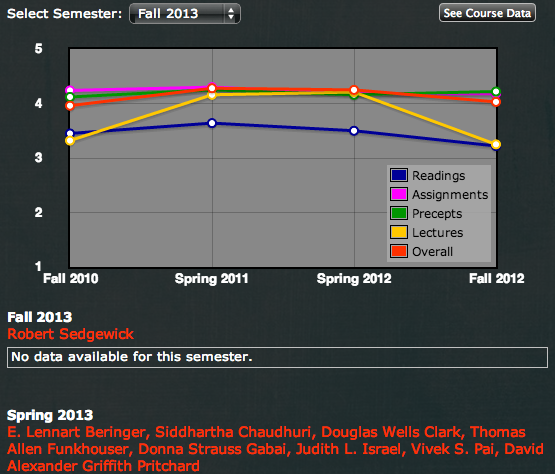 Select Semester: Fall 2013 See Course Data
5
4
3
2
1
Readings
Assignments
Precepts
Lectures
Overall
Fall 2010 Spring 2011 Spring 2012 Fall 2012
Fall 2013
Robert Sedgewick
No data available for this semester.
Spring 2013
E. Lennart Beringer, Siddhartha Chaudhuri, Douglas Wells Clark, Thomas
Allen Funkhouser, Donna Strauss Gabai, Judith L. Israel, Vivek S. Pai, David
Alexander Griffith Pritchard